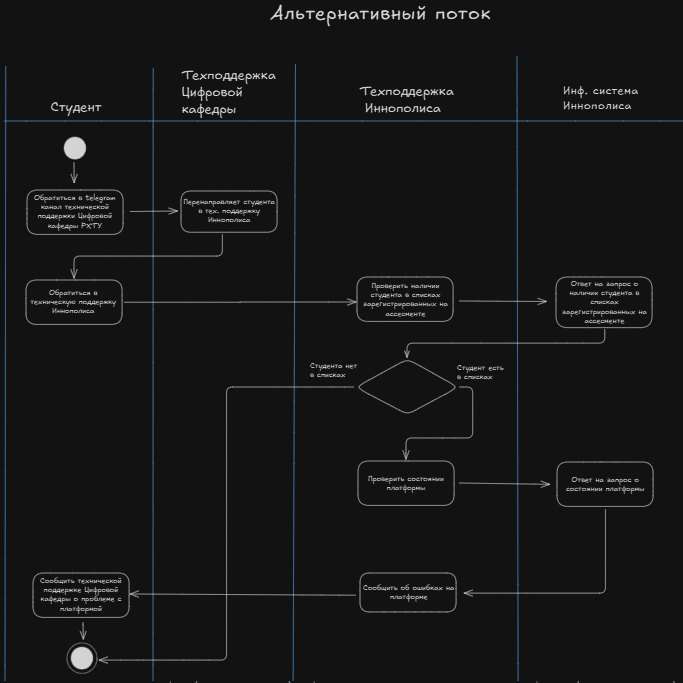 Альтернативный поток
Студент
Техподдержка
Цифровой
кафедры
Техподдержка
Иннополиса
Инф. система
Иннополиса
Обратиться в telegram
канал технической
поддержки Цифровой
кафедры РХТУ
Перенаправляет студента
в тех. поддержку
Иннополиса
Обратиться в
техническую поддержку
Иннополиса
Проверить наличии
студента в списках
зарегистрированных на
ассесменте
Ответ на запрос о
наличии студента в
списках
зарегистрированных на
ассесменте
Студента нет
в списках
Студент есть
в списках
Проверить состоянии
платформы
Ответ на запрос о
состоянии платформы
Сообщить технической
поддержке Цифровой
кафедры о проблеме с
платформой
Сообщить об ошибках на
платформе